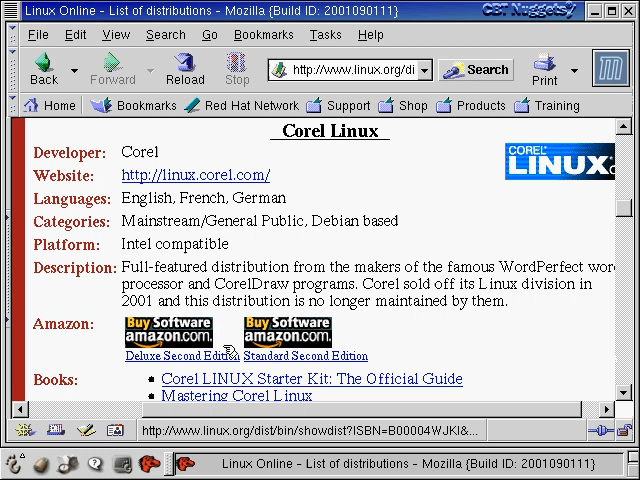 Linux Online - List of distributions - Mozilla {Build ID: 2001090111}
CBT Nuggets
File Edit View Search Go Bookmarks Tasks Help
Back Forward Reload Stop http://www.linux.org/di Search Print
Home Bookmarks Red Hat Network Support Shop Products Training
Corel Linux
COREL
LINUX
Developer: Corel
Website: http://linux.corel.com/
Languages: English, French, German
Categories: Mainstream/General Public, Debian based
Platform: Intel compatible
Description: Full-featured distribution from the makers of the famous WordPerfect wor
processor and CorelDraw programs. Corel sold off its Linux division in
2001 and this distribution is no longer maintained by them.
Amazon: Buy Software Buy Software
amazon.com. amazon.com.
Deluxe Second Edition Standard Second Edition
Books: • Corel LINUX Starter Kit: The Official Guide
• Mastering Corel Linux
http://www.linux.org/dist/bin/showdist?ISBN=B00004WJKI&...
Linux Online - List of distributions - Mozilla {Build ID: 2001090111}